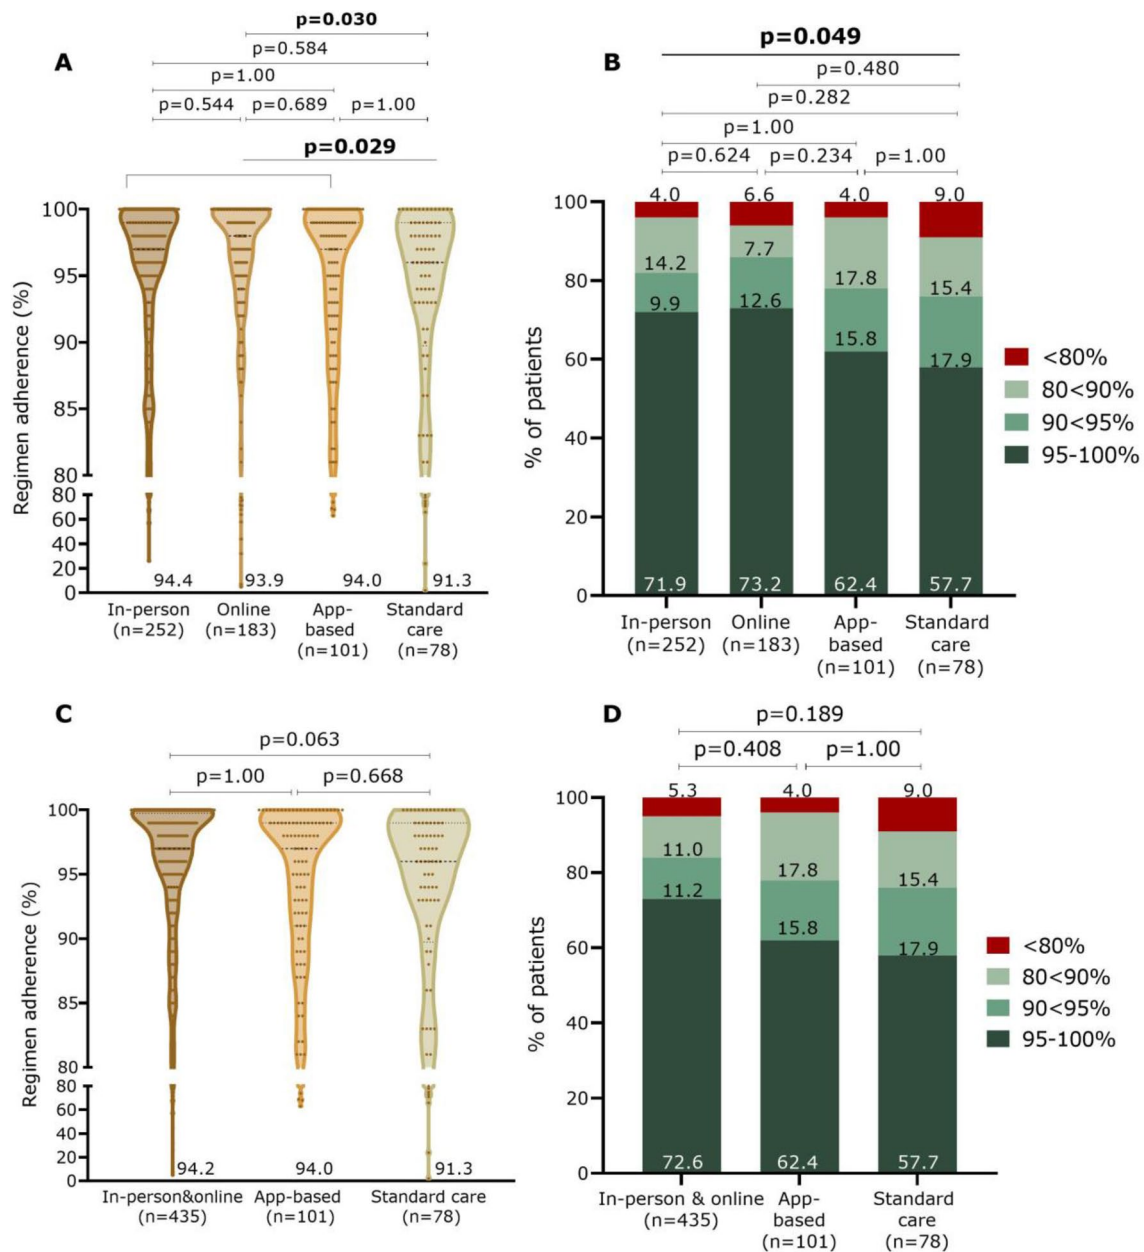 A
p=0.030
p=0.584
p=1.00
p=0.544 p=0.689 p=1.00
p=0.029
Regimen adherence (%)
100
95
90
85
80
80
60
40
20
0
94.4 93.9 94.0 91.3
In-person Online App- Standard
(n=252) (n=183) based care
(n=101) (n=78)
B
p=0.049
p=0.480
p=0.282
p=1.00
p=0.624 p=0.234 p=1.00
% of patients
100
80
60
40
20
0
4.0 6.6 4.0 9.0
14.2 7.7 17.8 15.4
9.9 12.6 15.8 17.9
71.9 73.2 62.4 57.7
In-person Online App- Standard
(n=252) (n=183) based care
(n=101) (n=78)
<80%
80<90%
90<95%
95-100%
C
p=0.063
p=1.00 p=0.668
Regimen adherence (%)
100
95
90
85
80
80
60
40
20
0
94.2 94.0 91.3
In-person&online App-based) Standard care
(n=435) (n=101) (n=78)
D
p=0.189
p=0.408 p=1.00
% of patients
100
80
60
40
20
0
5.3 4.0 9.0
11.0 17.8 15.4
11.2 15.8 17.9
72.6 62.4 57.7
In-person & online App- Standard
(n=435) based care
(n=101) (n=78)
<80%
80<90%
90<95%
95-100%